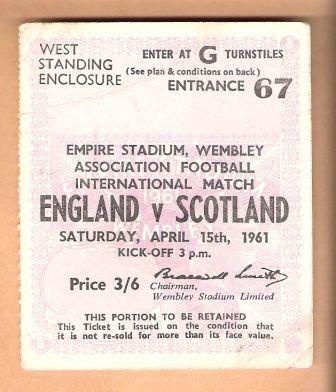 WEST
STANDING
ENCLOSURE
ENTER AT G TURNSTILES
(See plan & conditions on back)
ENTRANCE 67
EMPIRE STADIUM, WEMBLEY
ASSOCIATION FOOTBALL
INTERNATIONAL MATCH
ENGLAND v SCOTLAND
SATURDAY, APRIL 15th, 1961
KICK-OFF 3 p.m.
Price 3/6
Chairman,
Wembley Stadium Limited
THIS PORTION TO BE RETAINED
This Ticket is issued on the condition that
it is not re-sold for more than its face value.